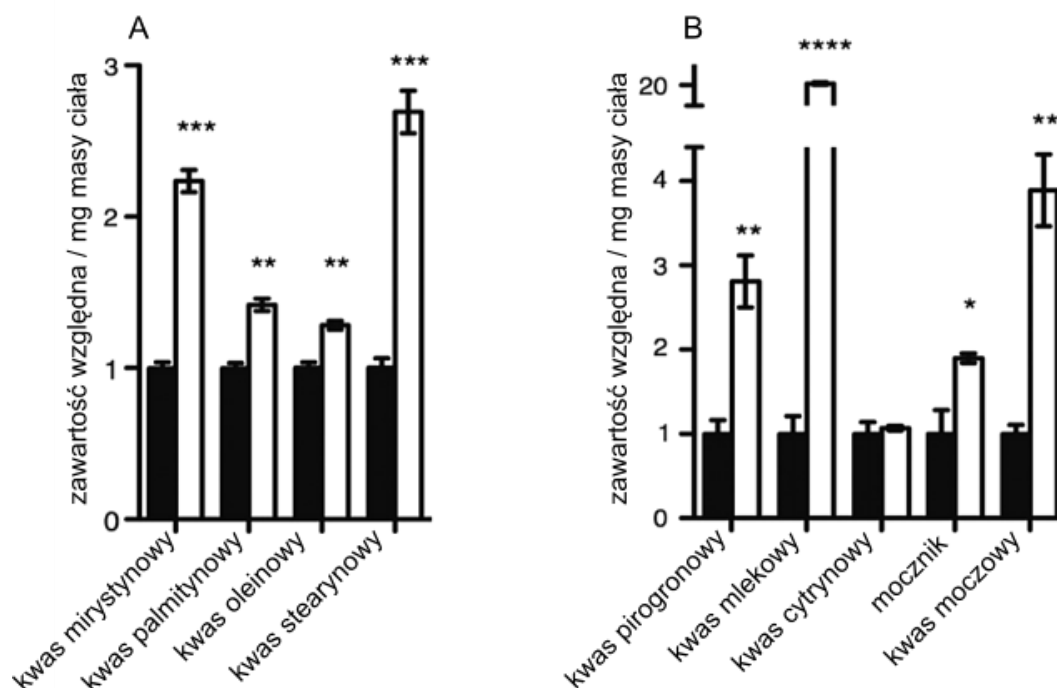 A
zawartość względna / mg masy ciała
3
2
1
0
***
**
**
***
kwas mirystynowy
kwas palmitynowy
kwas oleinowy
kwas stearynowy
B
zawartość względna / mg masy ciała
20
4
3
2
1
0
**
****
*
**
kwas pirogronowy
kwas mlekowy
kwas cytrynowy
mocznik
kwas moczowy